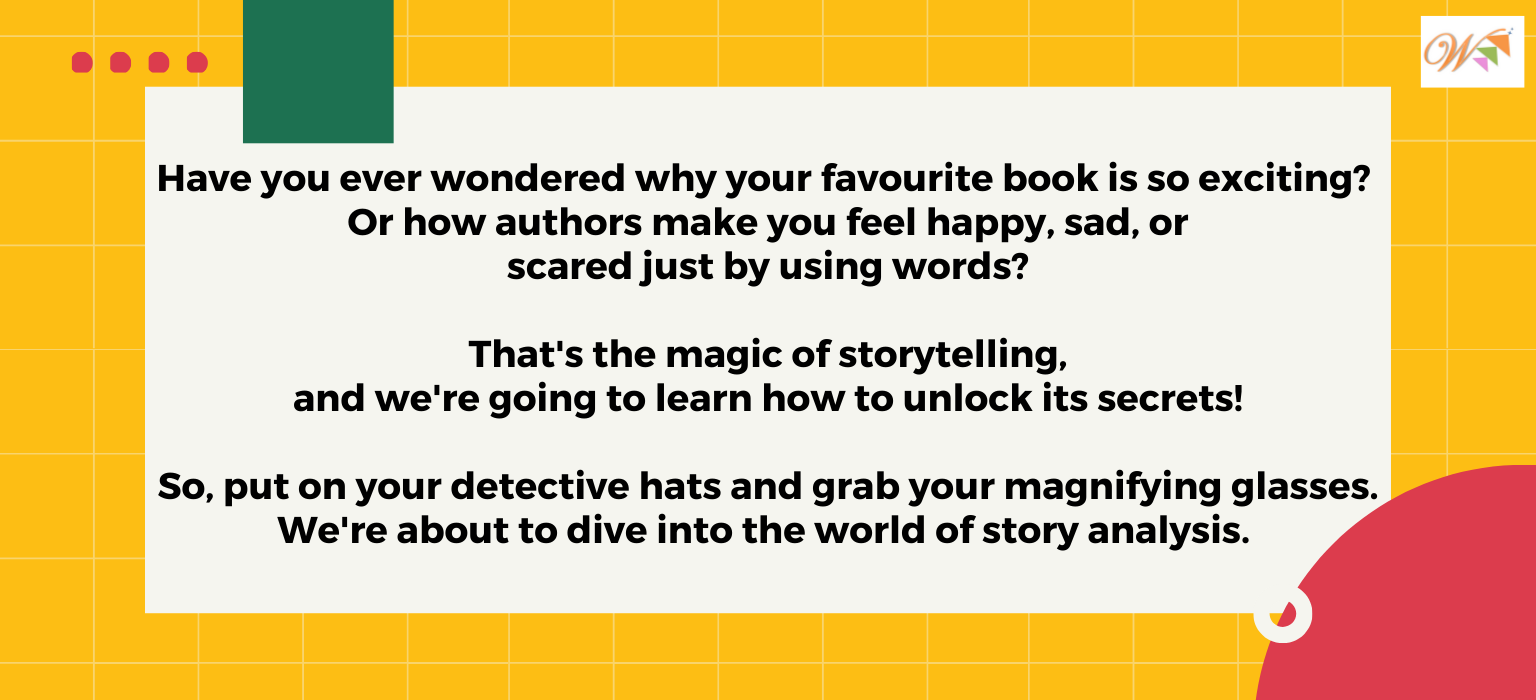 Have you ever wondered why your favourite book is so exciting?
Or how authors make you feel happy, sad, or
scared just by using words?
That's the magic of storytelling,
and we're going to learn how to unlock its secrets!
So, put on your detective hats and grab your magnifying glasses.
We're about to dive into the world of story analysis.